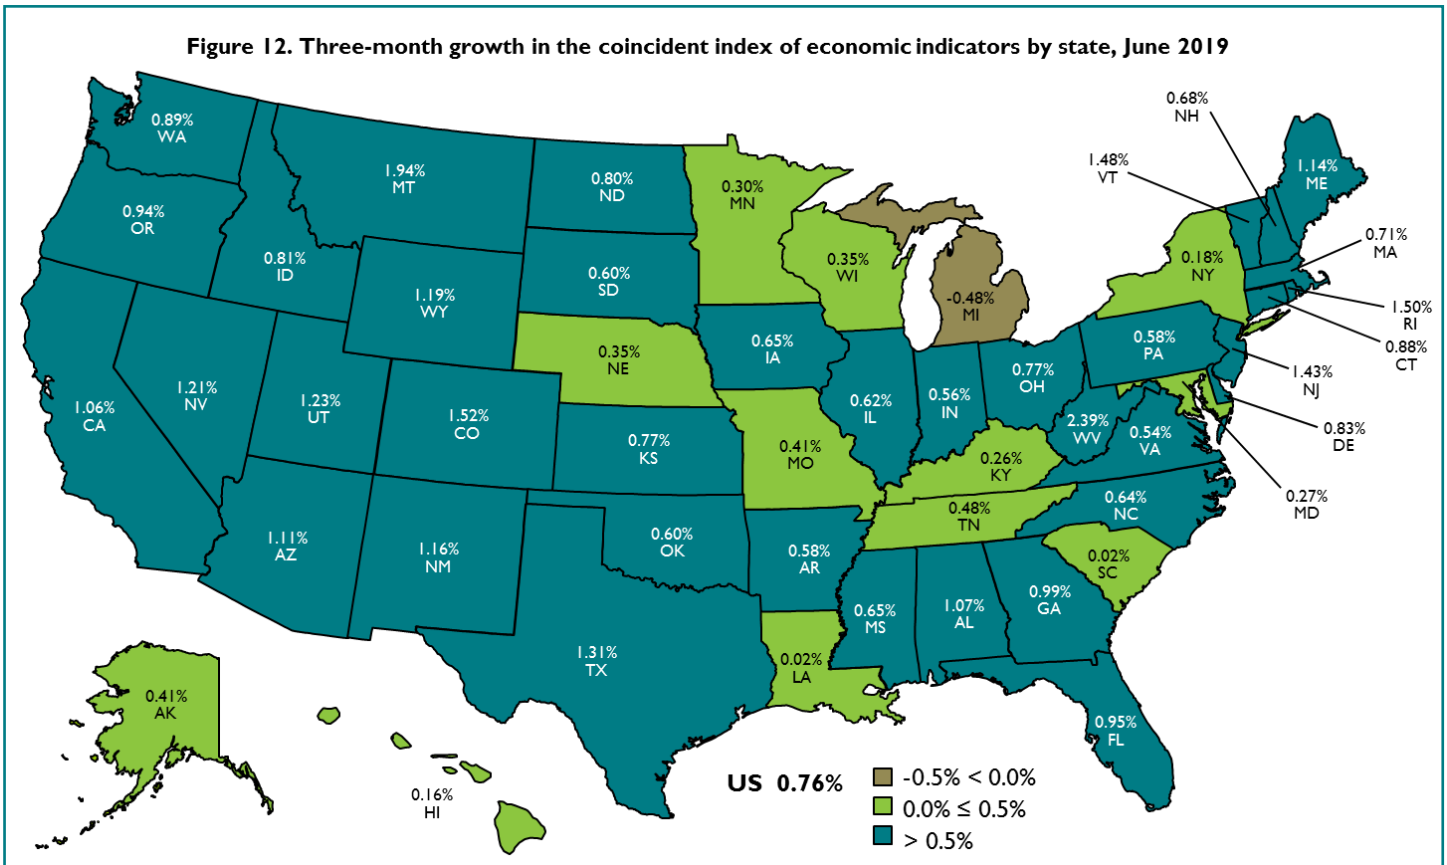 Figure 12. Three-month growth in the coincident index of economic indicators by state, June 2019
0.68%
NH
0.89%
WA
1.48%
VT
1.14%
ME
1.94%
MT
0.80%
ND
0.30%
MN
0.94%
OR
0.71%
MA
0.81%
ID
0.60%
SD
0.35%
WI
0.18%
NY
1.19%
WY
-0.48%
MI
1.50%
RI
0.65%
IA
0.58%
PA
0.88%
CT
0.35%
NE
0.77%
OH
1.43%
NJ
1.21%
NV
1.23%
UT
1.06%
CA
1.52%
CO
0.62%
IL
0.56%
IN
2.39%
WV
0.54%
VA
0.83%
DE
0.77%
KS
0.41%
MO
0.26%
KY
0.27%
MD
0.64%
NC
0.48%
TN
1.11%
AZ
1.16%
NM
0.60%
OK
0.58%
AR
0.02%
SC
0.65%
MS
1.07%
AL
0.99%
GA
1.31%
TX
0.02%
LA
0.41%
AK
0.95%
FL
0.16%
HI
US 0.76%
-0.5% < 0.0%
0.0% ≤ 0.5%
> 0.5%